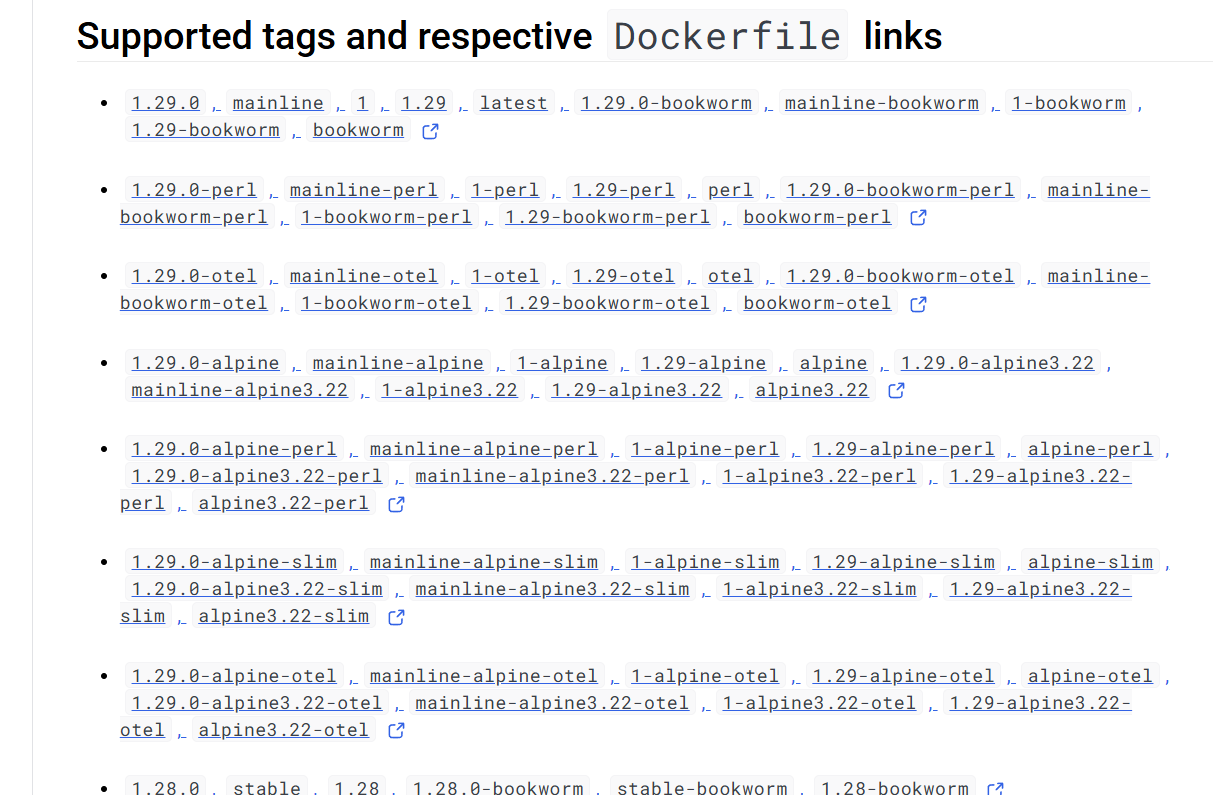 Supported tags and respective Dockerfile links
1.29.0 , mainline , 1 , 1.29 , latest , 1.29.0-bookworm , mainline-bookworm , 1-bookworm ,
1.29-bookworm , bookworm
1.29.0-perl , mainline-perl , 1-perl , 1.29-perl , perl , 1.29.0-bookworm-perl , mainline-
bookworm-perl , 1-bookworm-perl , 1.29-bookworm-perl , bookworm-perl
1.29.0-otel , mainline-otel , 1-otel , 1.29-otel , otel , 1.29.0-bookworm-otel , mainline-
bookworm-otel , 1-bookworm-otel , 1.29-bookworm-otel , bookworm-otel
1.29.0-alpine , mainline-alpine , 1-alpine , 1.29-alpine , alpine , 1.29.0-alpine3.22 ,
mainline-alpine3.22 , 1-alpine3.22 , 1.29-alpine3.22 , alpine3.22
1.29.0-alpine-perl , mainline-alpine-perl , 1-alpine-perl , 1.29-alpine-perl , alpine-perl ,
1.29.0-alpine3.22-perl , mainline-alpine3.22-perl , 1-alpine3.22-perl , 1.29-alpine3.22-
perl , alpine3.22-perl
1.29.0-alpine-slim , mainline-alpine-slim , 1-alpine-slim , 1.29-alpine-slim , alpine-slim ,
1.29.0-alpine3.22-slim , mainline-alpine3.22-slim , 1-alpine3.22-slim , 1.29-alpine3.22-
slim , alpine3.22-slim
1.29.0-alpine-otel , mainline-alpine-otel , 1-alpine-otel , 1.29-alpine-otel , alpine-otel ,
1.29.0-alpine3.22-otel , mainline-alpine3.22-otel , 1-alpine3.22-otel , 1.29-alpine3.22-
otel , alpine3.22-otel
1.28.0 , stable , 1.28 , 1.28.0-bookworm , stable-bookworm , 1.28-bookworm